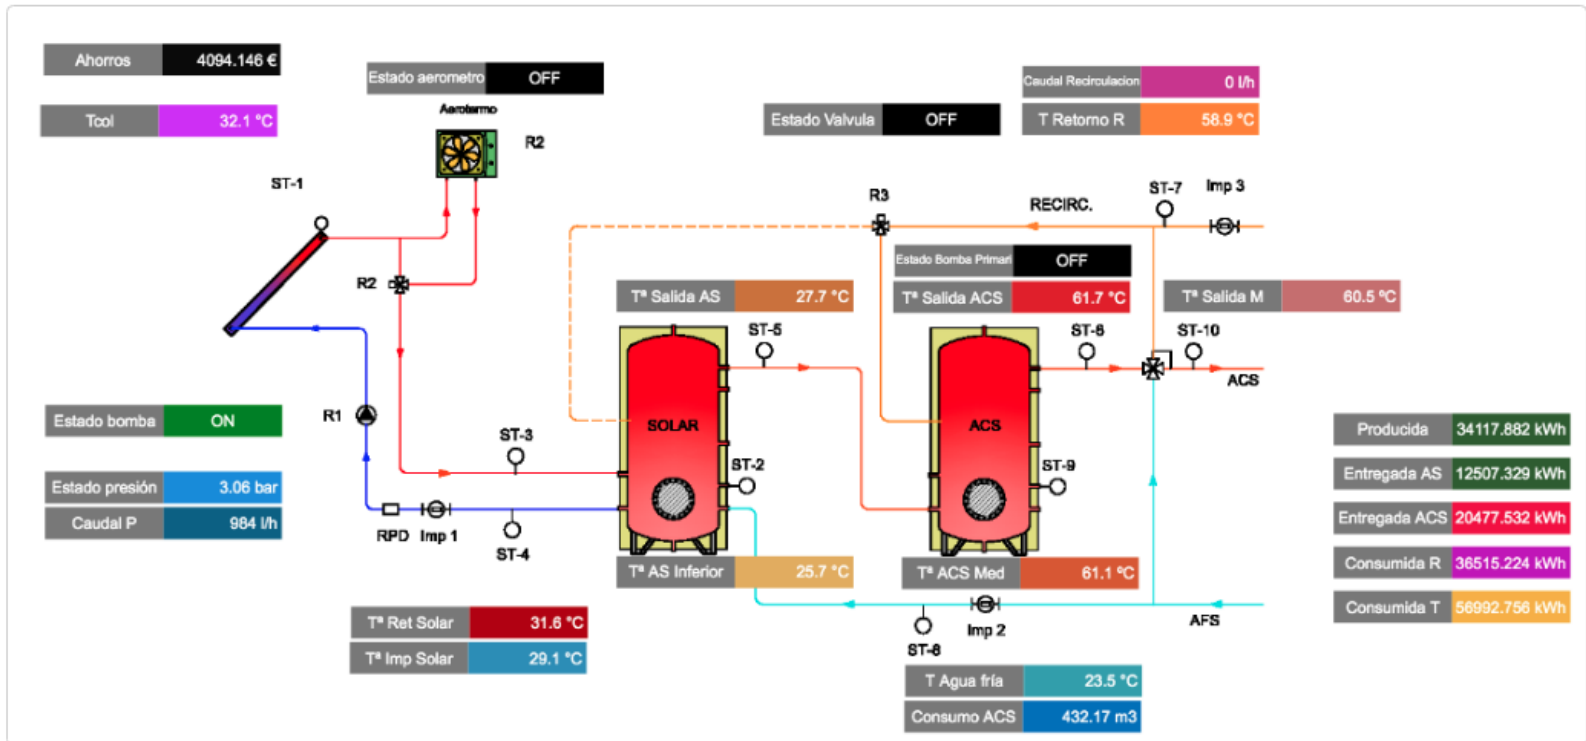 Ahorros 4094.146 €
Estado aerometro OFF
Caudal Recirculacion 0 l/h
Tcol 32.1 °C
Aerotermo
Estado Valvula OFF
T Retorno R 58.9 °C
R2
ST-1
ST-7
Imp 3
R3
RECIRC.
Estado Bomba Primari OFF
R2
Tª Salida AS 27.7 °C
Tª Salida ACS 61.7 °C
Tª Salida M 60.5 ºC
ST-5
ST-6
ST-10
ACS
Estado bomba ON
R1
SOLAR
ACS
ST-3
Producida 34117.882 kWh
ST-2
ST-9
Entregada AS 12507.329 kWh
Estado presión 3.06 bar
Caudal P 984 l/h
RPD
Imp 1
ST-4
Entregada ACS 20477.532 kWh
Tª AS Inferior 25.7 °C
Tª ACS Med 61.1 ºC
Consumida R 36515.224 kWh
Consumida T 56992.756 kWh
Tª Ret Solar 31.6 °C
Imp 2
AFS
Tª Imp Solar 29.1 °C
ST-8
T Agua fría 23.5 °C
Consumo ACS 432.17 m3